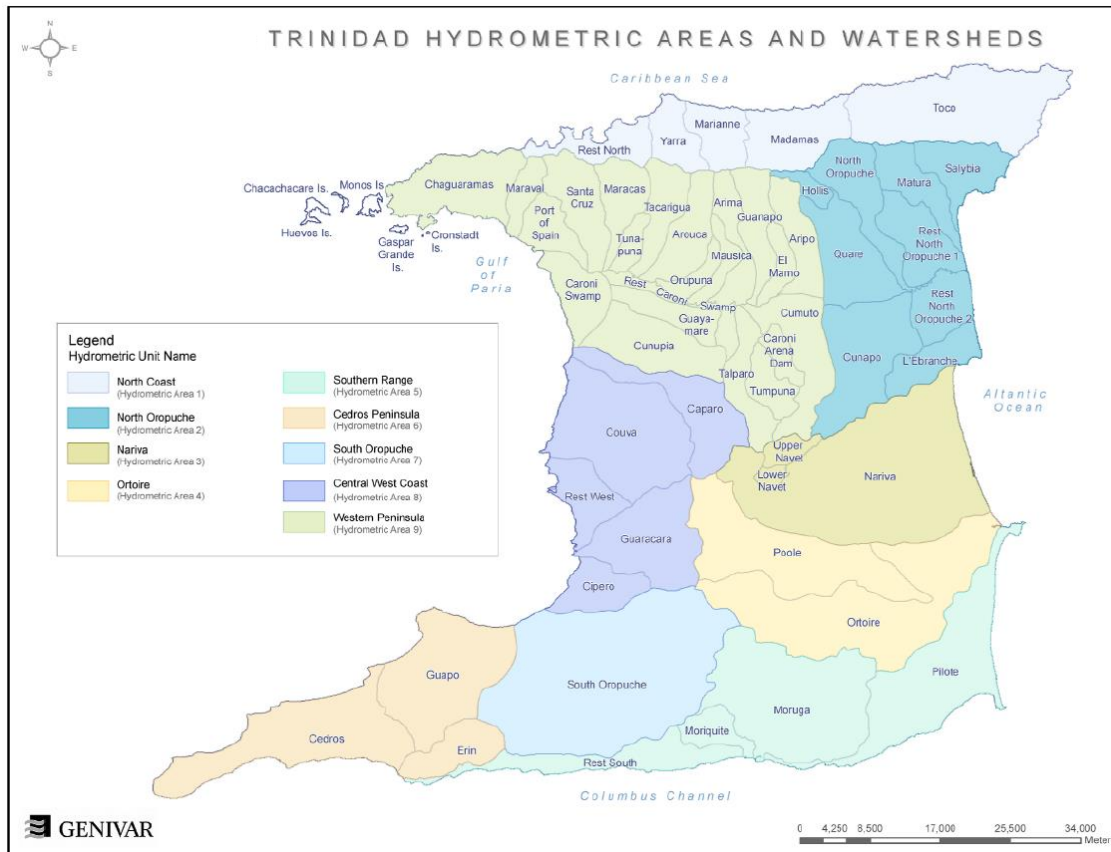 N
W
E
S
TRINIDAD HYDROMETRIC AREAS AND WATERSHEDS
Caribbean Sea
Toco
Marianne
Madamas
Yarra
Rest North
North
Oropuche
Salybia
Matura
Hollis
Chaguaramas
Maraval
Santa
Cruz
Maracas
Tacarigua
Arima
Guanapo
Chacachacare Is.
Monos Is.
Huevos Is.
Gaspar
Grande
Is.
Cronstadt
Is.
Port
of
Spain
Tuna-
puna
Arouca
Mausica
Aripo
El
Mamo
Quare
Rest
North
Oropuche 1
Gulf
of
Paria
Caroni
Swamp
Rest
Caroni
Swamp
Orupuna
Guaya-
mare
Cumuto
Rest
North
Oropuche 2
Cunupia
Caroni
Arena
Dam
Talparo
Tumpuna
Cunapo
L'Ebranche
Altantic
Ocean
Legend
Hydrometric Unit Name
North Coast
(Hydrometric Area 1)
North Oropuche
(Hydrometric Area 2)
Nariva
(Hydrometric Area 3)
Ortoire
(Hydrometric Area 4)
Southern Range
(Hydrometric Area 5)
Cedros Peninsula
(Hydrometric Area 6)
South Oropuche
(Hydrometric Area 7)
Central West Coast
(Hydrometric Area 8)
Western Peninsula
(Hydrometric Area 9)
Caparo
Couva
Upper
Navet
Lower
Navet
Nariva
Rest West
Guaracara
Poole
Cipero
Ortoire
Guapo
South Oropuche
Pilote
Moruga
Moriquite
Cedros
Erin
Rest South
Columbus Channel
GENIVAR
0 4,250 8,500 17,000 25,500 34,000
Meter